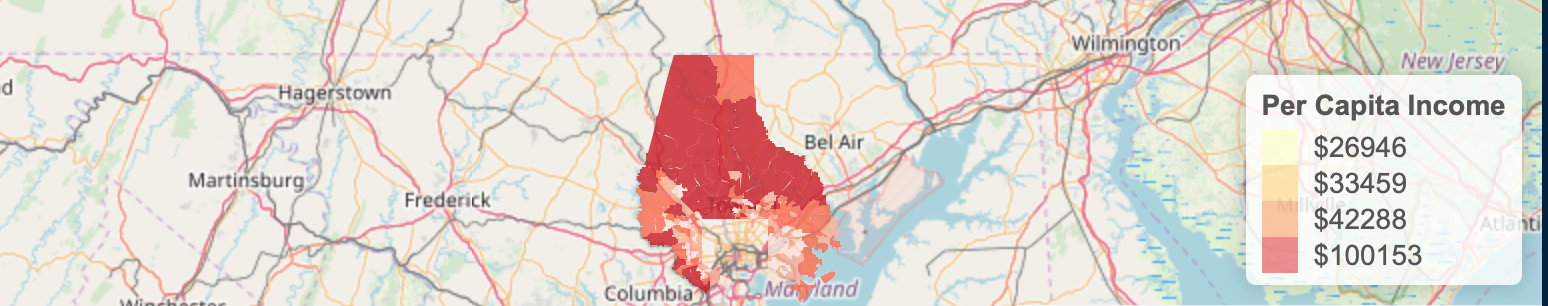 Wilmington
New Jersey
d
Hagerstown
Per Capita Income
$26946
Bel Air
$33459
Martinsburg
$42288
Frederick
Millville
Atlanti
$100153
Columbia
Maryland
Winchester